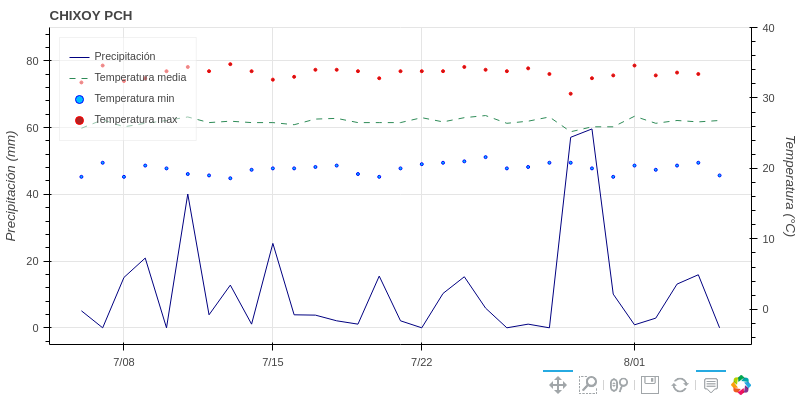 CHIXOY PCH
Precipitación
Temperatura media
Temperatura min
Temperatura max
Precipitación (mm)
80
60
40
20
0
Temperatura (°C)
40
30
20
10
0
7/08
7/15
7/22
8/01